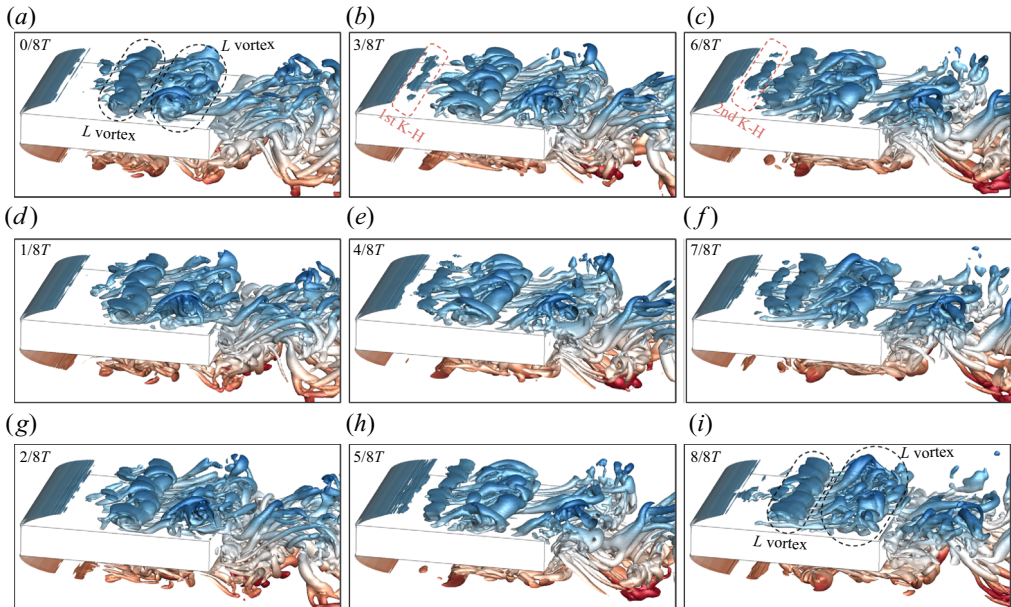 (a)
0/8T
L vortex
L vortex
(b)
3/8T
1st K-H
(c)
6/8T
2nd K-H
(d)
1/8T
(e)
4/8T
(f)
7/8T
(g)
2/8T
(h)
5/8T
(i)
8/8T
L vortex
L vortex